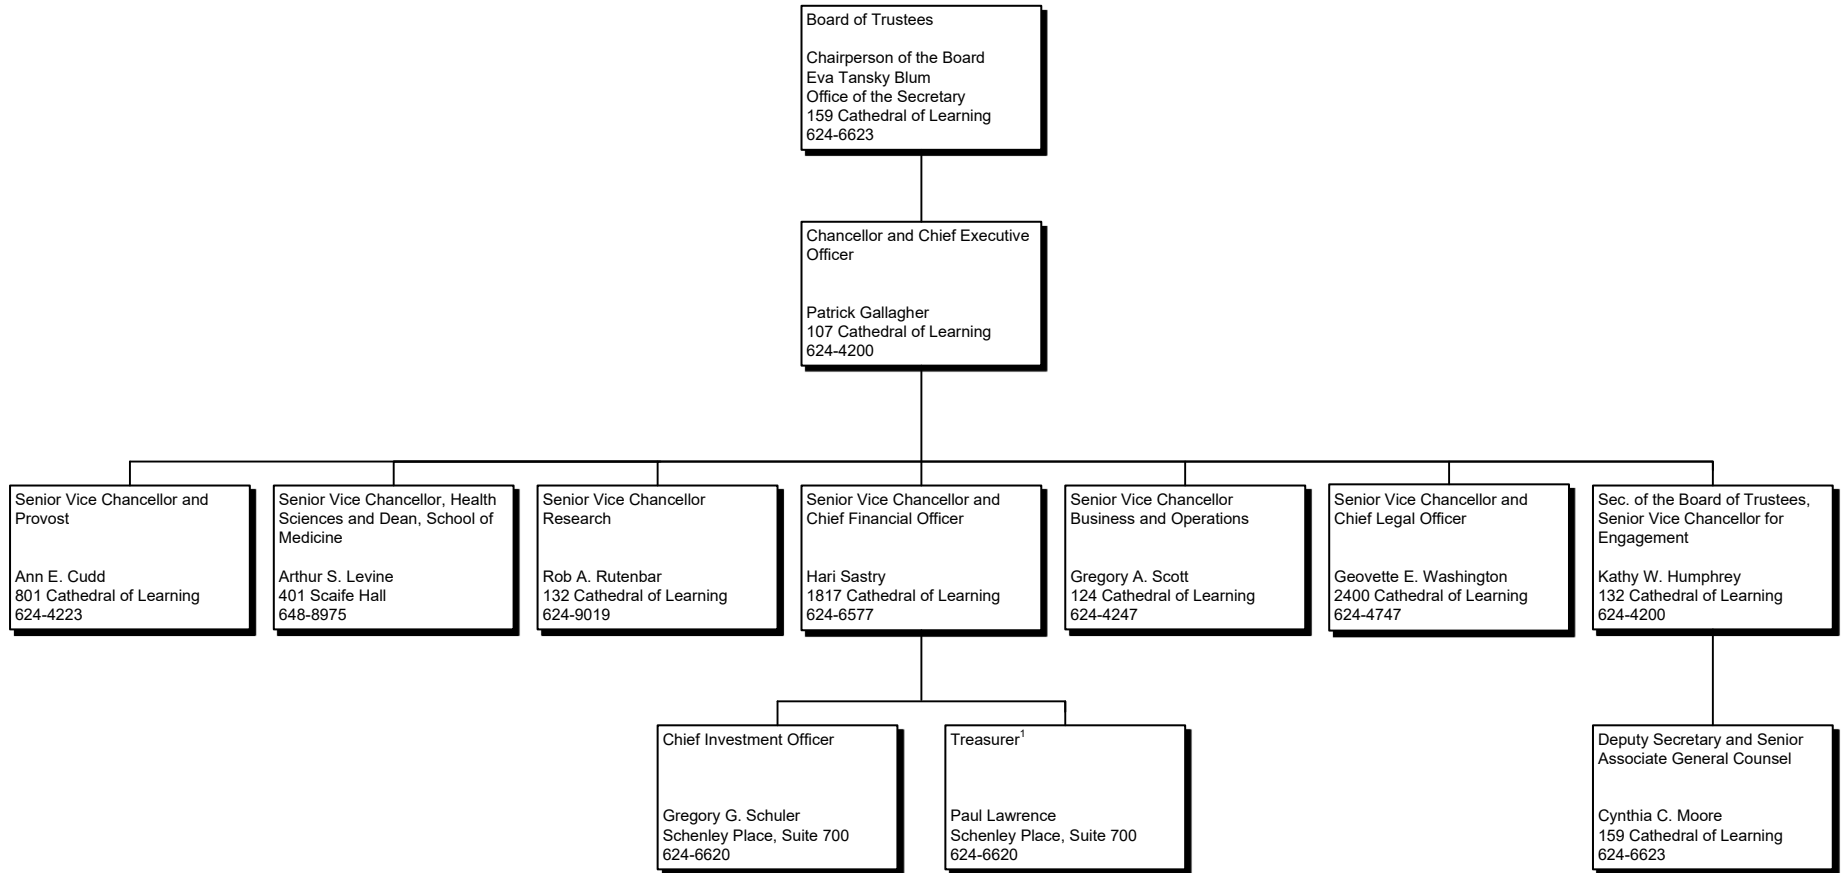 Board of Trustees
Chairperson of the Board
Eva Tansky Blum
Office of the Secretary
159 Cathedral of Learning
624-6623
Chancellor and Chief Executive
Officer
Patrick Gallagher
107 Cathedral of Learning
624-4200
Senior Vice Chancellor and
Provost
Ann E. Cudd
801 Cathedral of Learning
624-4223
Senior Vice Chancellor, Health
Sciences and Dean, School of
Medicine
Arthur S. Levine
401 Scaife Hall
648-8975
Senior Vice Chancellor
Research
Rob A. Rutenbar
132 Cathedral of Learning
624-9019
Senior Vice Chancellor and
Chief Financial Officer
Hari Sastry
1817 Cathedral of Learning
624-6577
Senior Vice Chancellor
Business and Operations
Gregory A. Scott
124 Cathedral of Learning
624-4247
Senior Vice Chancellor and
Chief Legal Officer
Geovette E. Washington
2400 Cathedral of Learning
624-4747
Sec. of the Board of Trustees,
Senior Vice Chancellor for
Engagement
Kathy W. Humphrey
132 Cathedral of Learning
624-4200
Chief Investment Officer
Gregory G. Schuler
Schenley Place, Suite 700
624-6620
Treasurer¹
Paul Lawrence
Schenley Place, Suite 700
624-6620
Deputy Secretary and Senior
Associate General Counsel
Cynthia C. Moore
159 Cathedral of Learning
624-6623